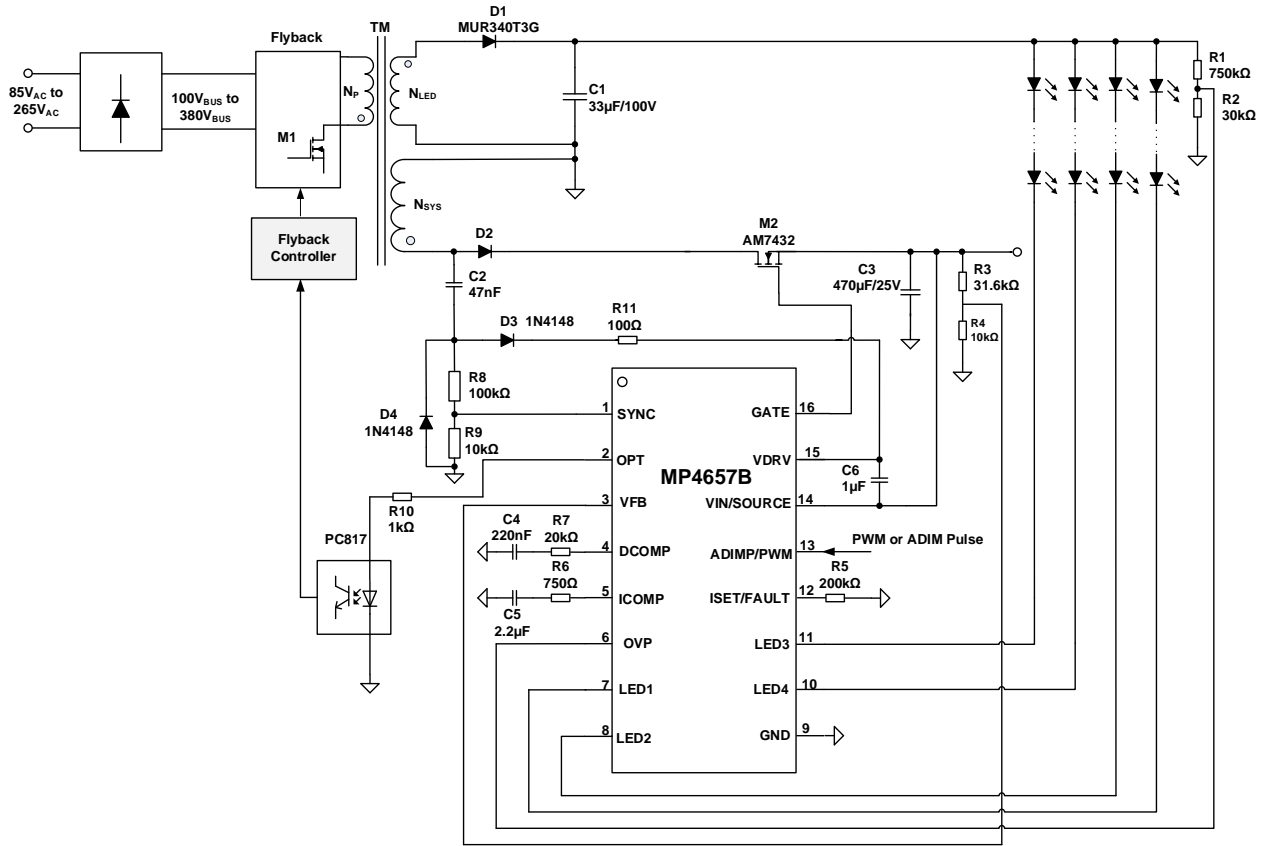 D1
MUR340T3G
TM
Flyback
85VAC to
265VAC
100VBUS to
380VBUS
NP
NLED
C1
33µF/100V
R1
750kΩ
R2
30kΩ
M1
NSYS
Flyback
Controller
D2
M2
AM7432
C2
47nF
C3
470µF/25V
R3
31.6kΩ
R4
10kΩ
D3 1N4148
R11
100Ω
R8
100kΩ
D4
1N4148
R9
10kΩ
MP4657B
1 SYNC
2 OPT
3 VFB
4 DCOMP
5 ICOMP
6 OVP
7 LED1
8 LED2
GATE 16
VDRV 15
VIN/SOURCE 14
ADIMP/PWM 13
ISET/FAULT 12
LED3 11
LED4 10
GND 9
C6
1µF
PWM or ADIM Pulse
R5
200kΩ
R10
1kΩ
PC817
C4
220nF
R7
20kΩ
R6
750Ω
C5
2.2µF